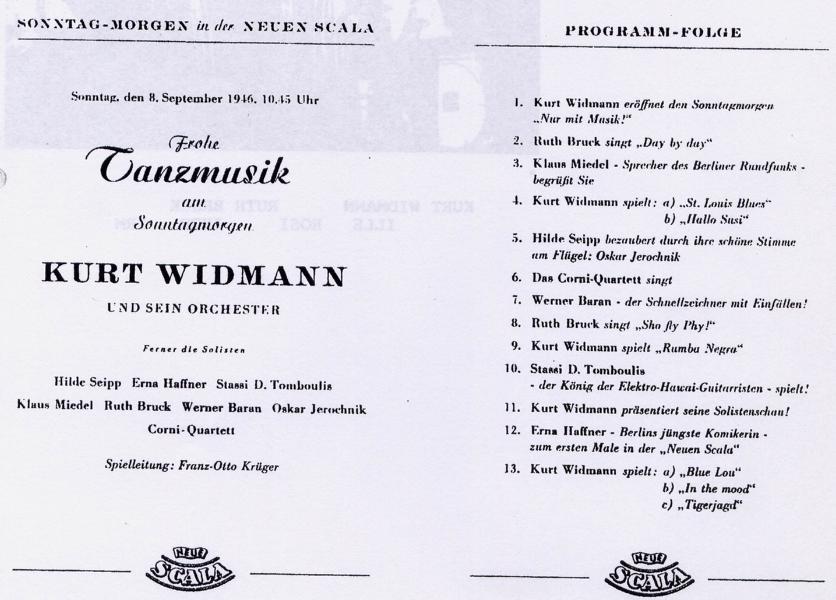 SONNTAG-MORGEN in der NEUEN SCALA
Sonntag, den 8. September 1946, 10.45 Uhr
Frohe
Tanzmusik
am
Sonntagmorgen
KURT WIDMANN
UND SEIN ORCHESTER
Ferner die Solisten
Hilde Seipp Erna Haffner Stassi D. Tomboulis
Klaus Miedel Ruth Bruck Werner Baran Oskar Jerochnik
Corni-Quartett
Spielleitung: Franz-Otto Krüger
NEUE
SCALA
PROGRAMM-FOLGE
1. Kurt Widmann eröffnet den Sonntagmorgen
„Nur mit Musik!“
2. Ruth Bruck singt „Day by day“
3. Klaus Miedel - Sprecher des Berliner Rundfunks -
begrüßt Sie
4. Kurt Widmann spielt: a) „St. Louis Blues“
b) „Hallo Susi“
5. Hilde Seipp bezaubert durch ihre schöne Stimme
am Flügel: Oskar Jerochnik
6. Das Corni-Quartett singt
7. Werner Baran - der Schnellzeichner mit Einfällen!
8. Ruth Bruck singt „Sho fly Phy!“
9. Kurt Widmann spielt „Rumba Negra“
10. Stassi D. Tomboulis
- der König der Elektro-Hawai-Guitarristen - spielt!
11. Kurt Widmann präsentiert seine Solistenschau!
12. Erna Haffner - Berlins jüngste Komikerin -
zum ersten Male in der „Neuen Scala“
13. Kurt Widmann spielt: a) „Blue Lou“
b) „In the mood“
c) „Tigerjagd“
NEUE
SCALA